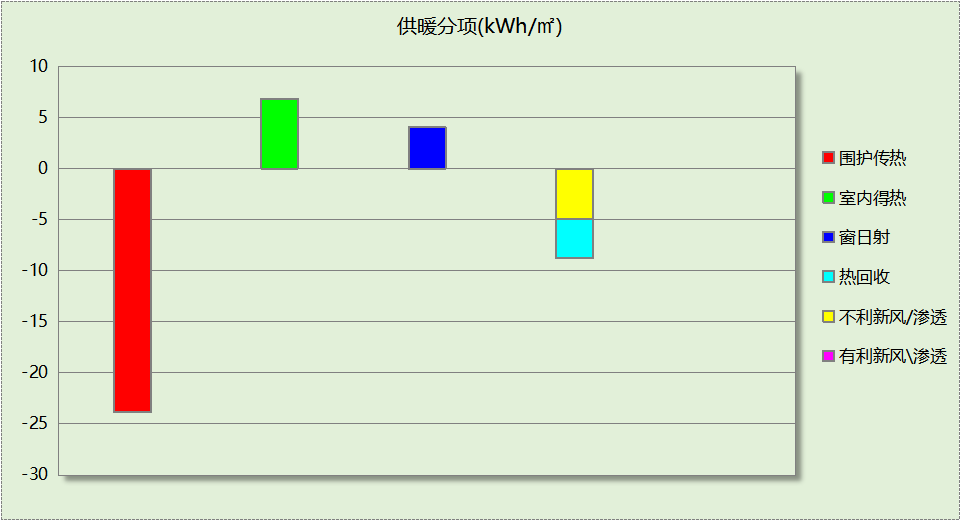 供暖分项(kWh/㎡)
10
5
0
-5
-10
-15
-20
-25
-30
围护传热
室内得热
窗日射
热回收
不利新风/渗透
有利新风\渗透